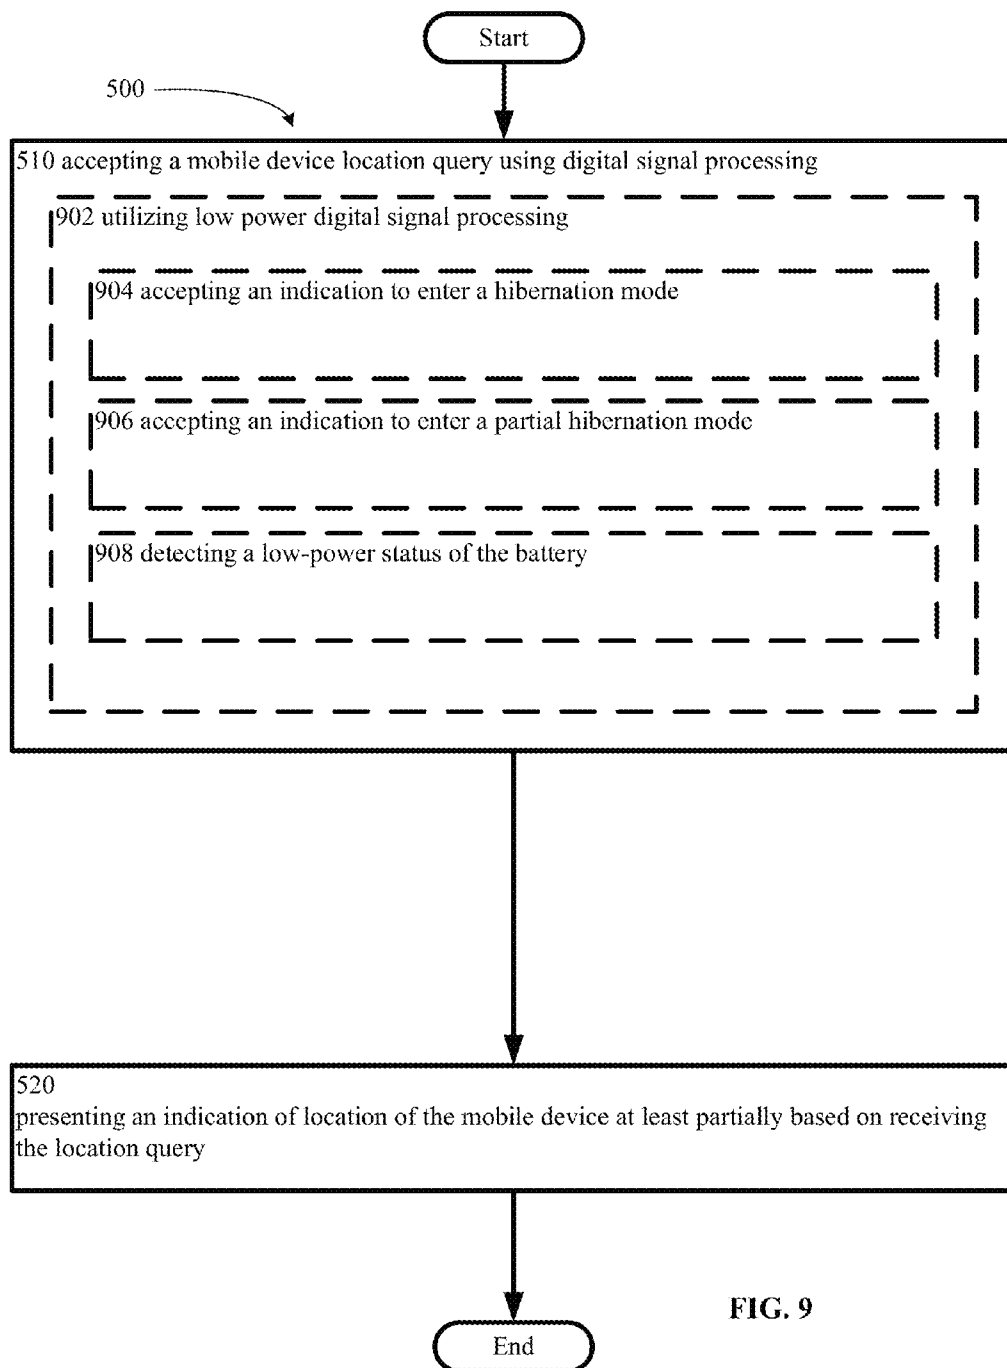 Start
500
510 accepting a mobile device location query using digital signal processing
902 utilizing low power digital signal processing
904 accepting an indication to enter a hibernation mode
906 accepting an indication to enter a partial hibernation mode
908 detecting a low-power status of the battery
520
presenting an indication of location of the mobile device at least partially based on receiving
the location query
FIG. 9
End